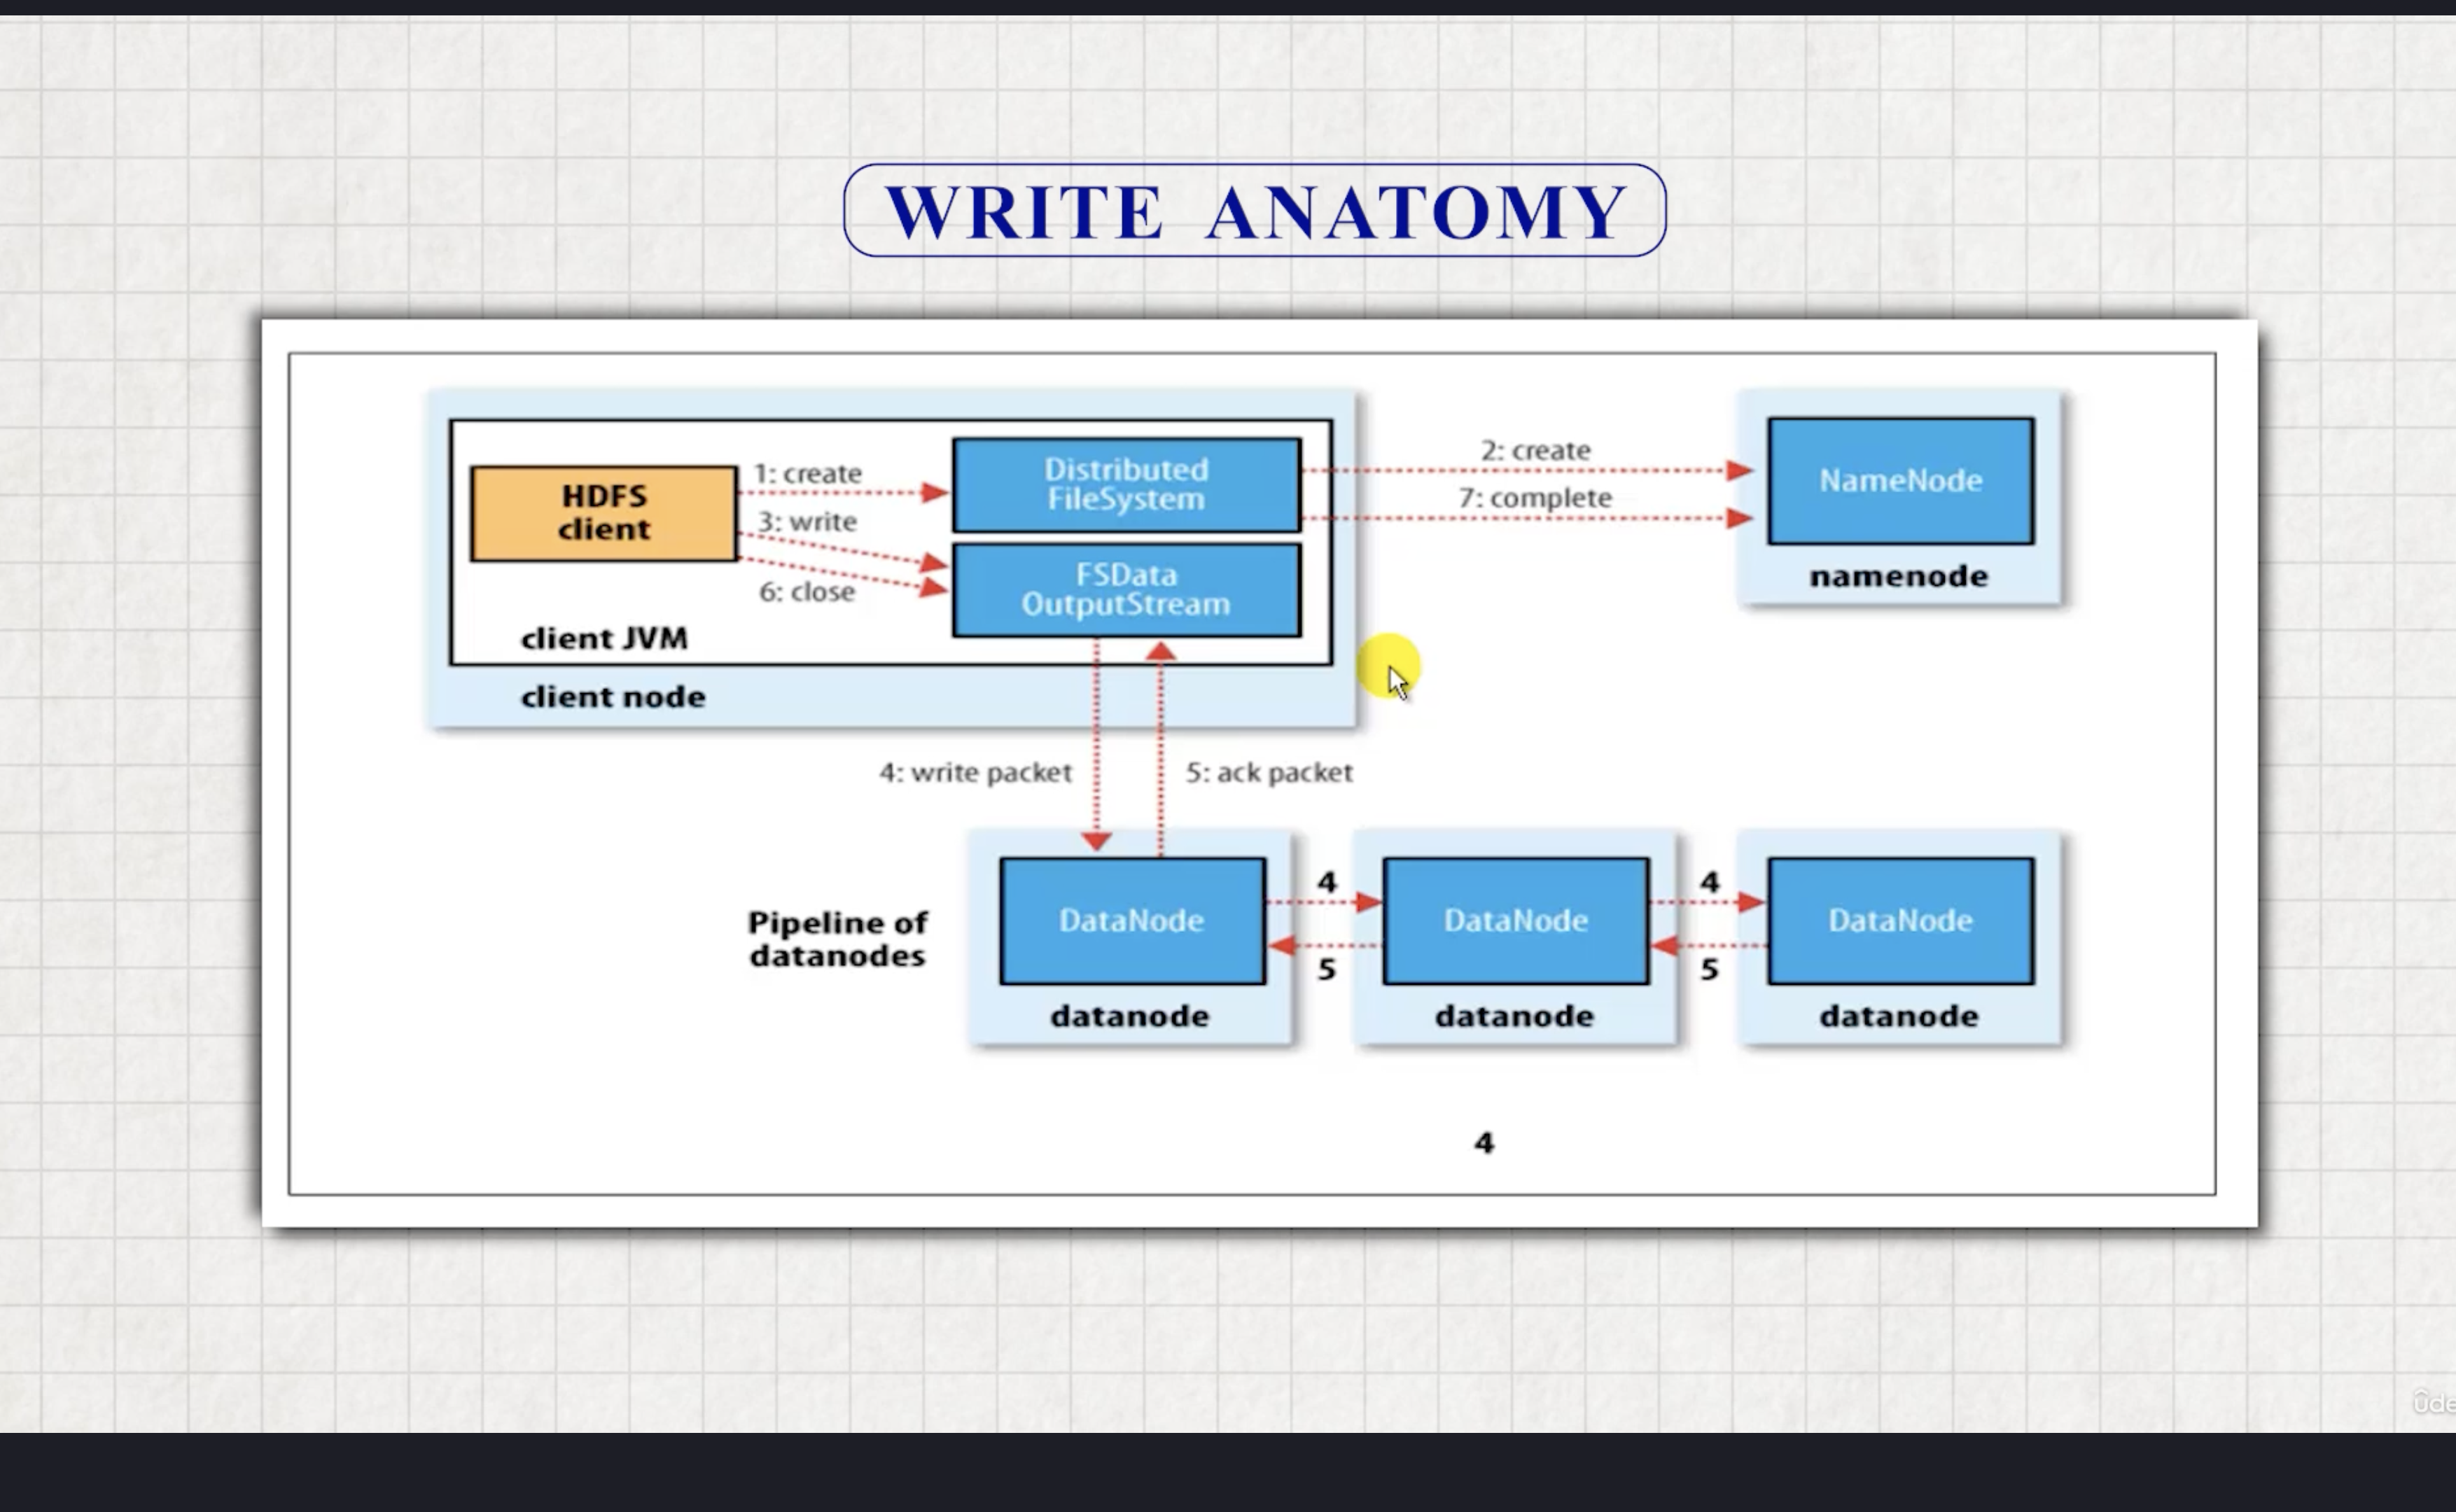 WRITE ANATOMY
HDFS
client
1: create
3: write
6: close
Distributed
FileSystem
FSData
OutputStream
client JVM
client node
2: create
7: complete
NameNode
namenode
4: write packet
5: ack packet
Pipeline of
datanodes
DataNode
datanode
4
5
DataNode
datanode
4
5
DataNode
datanode
4